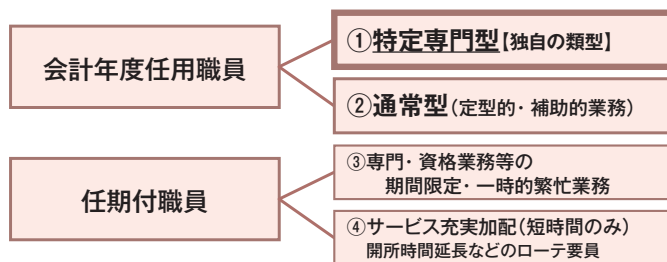 会計年度任用職員
①特定専門型【独自の類型】
②通常型(定型的・補助的業務)
任期付職員
③専門・資格業務等の
期間限定・一時的繁忙業務
④サービス充実加配(短時間のみ)
開所時間延長などのローテ要員